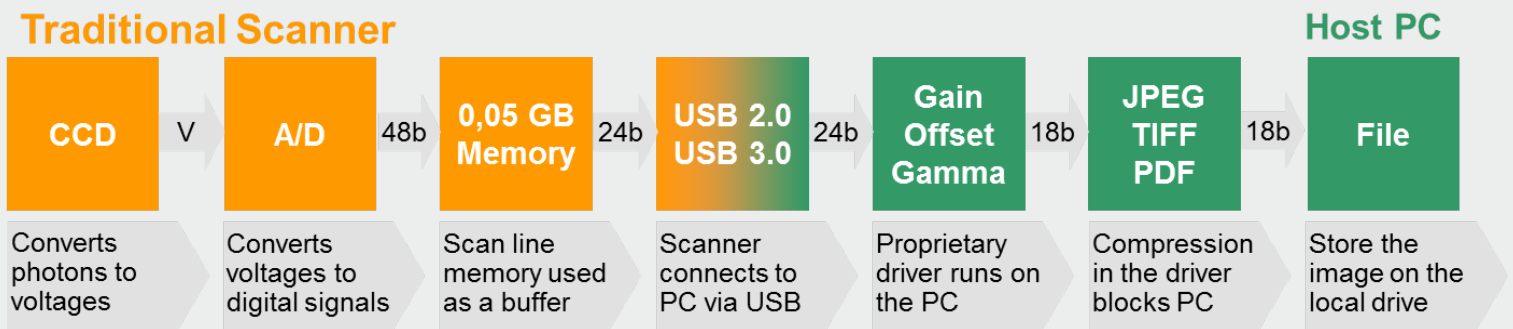 Traditional Scanner
Host PC
CCD
V
A/D
48b
0,05 GB
Memory
24b
USB 2.0
USB 3.0
24b
Gain
Offset
Gamma
18b
JPEG
TIFF
PDF
18b
File
Converts
photons to
voltages
Converts
voltages to
digital signals
Scan line
memory used
as a buffer
Scanner
connects to
PC via USB
Proprietary
driver runs on
the PC
Compression
in the driver
blocks PC
Store the
image on the
local drive